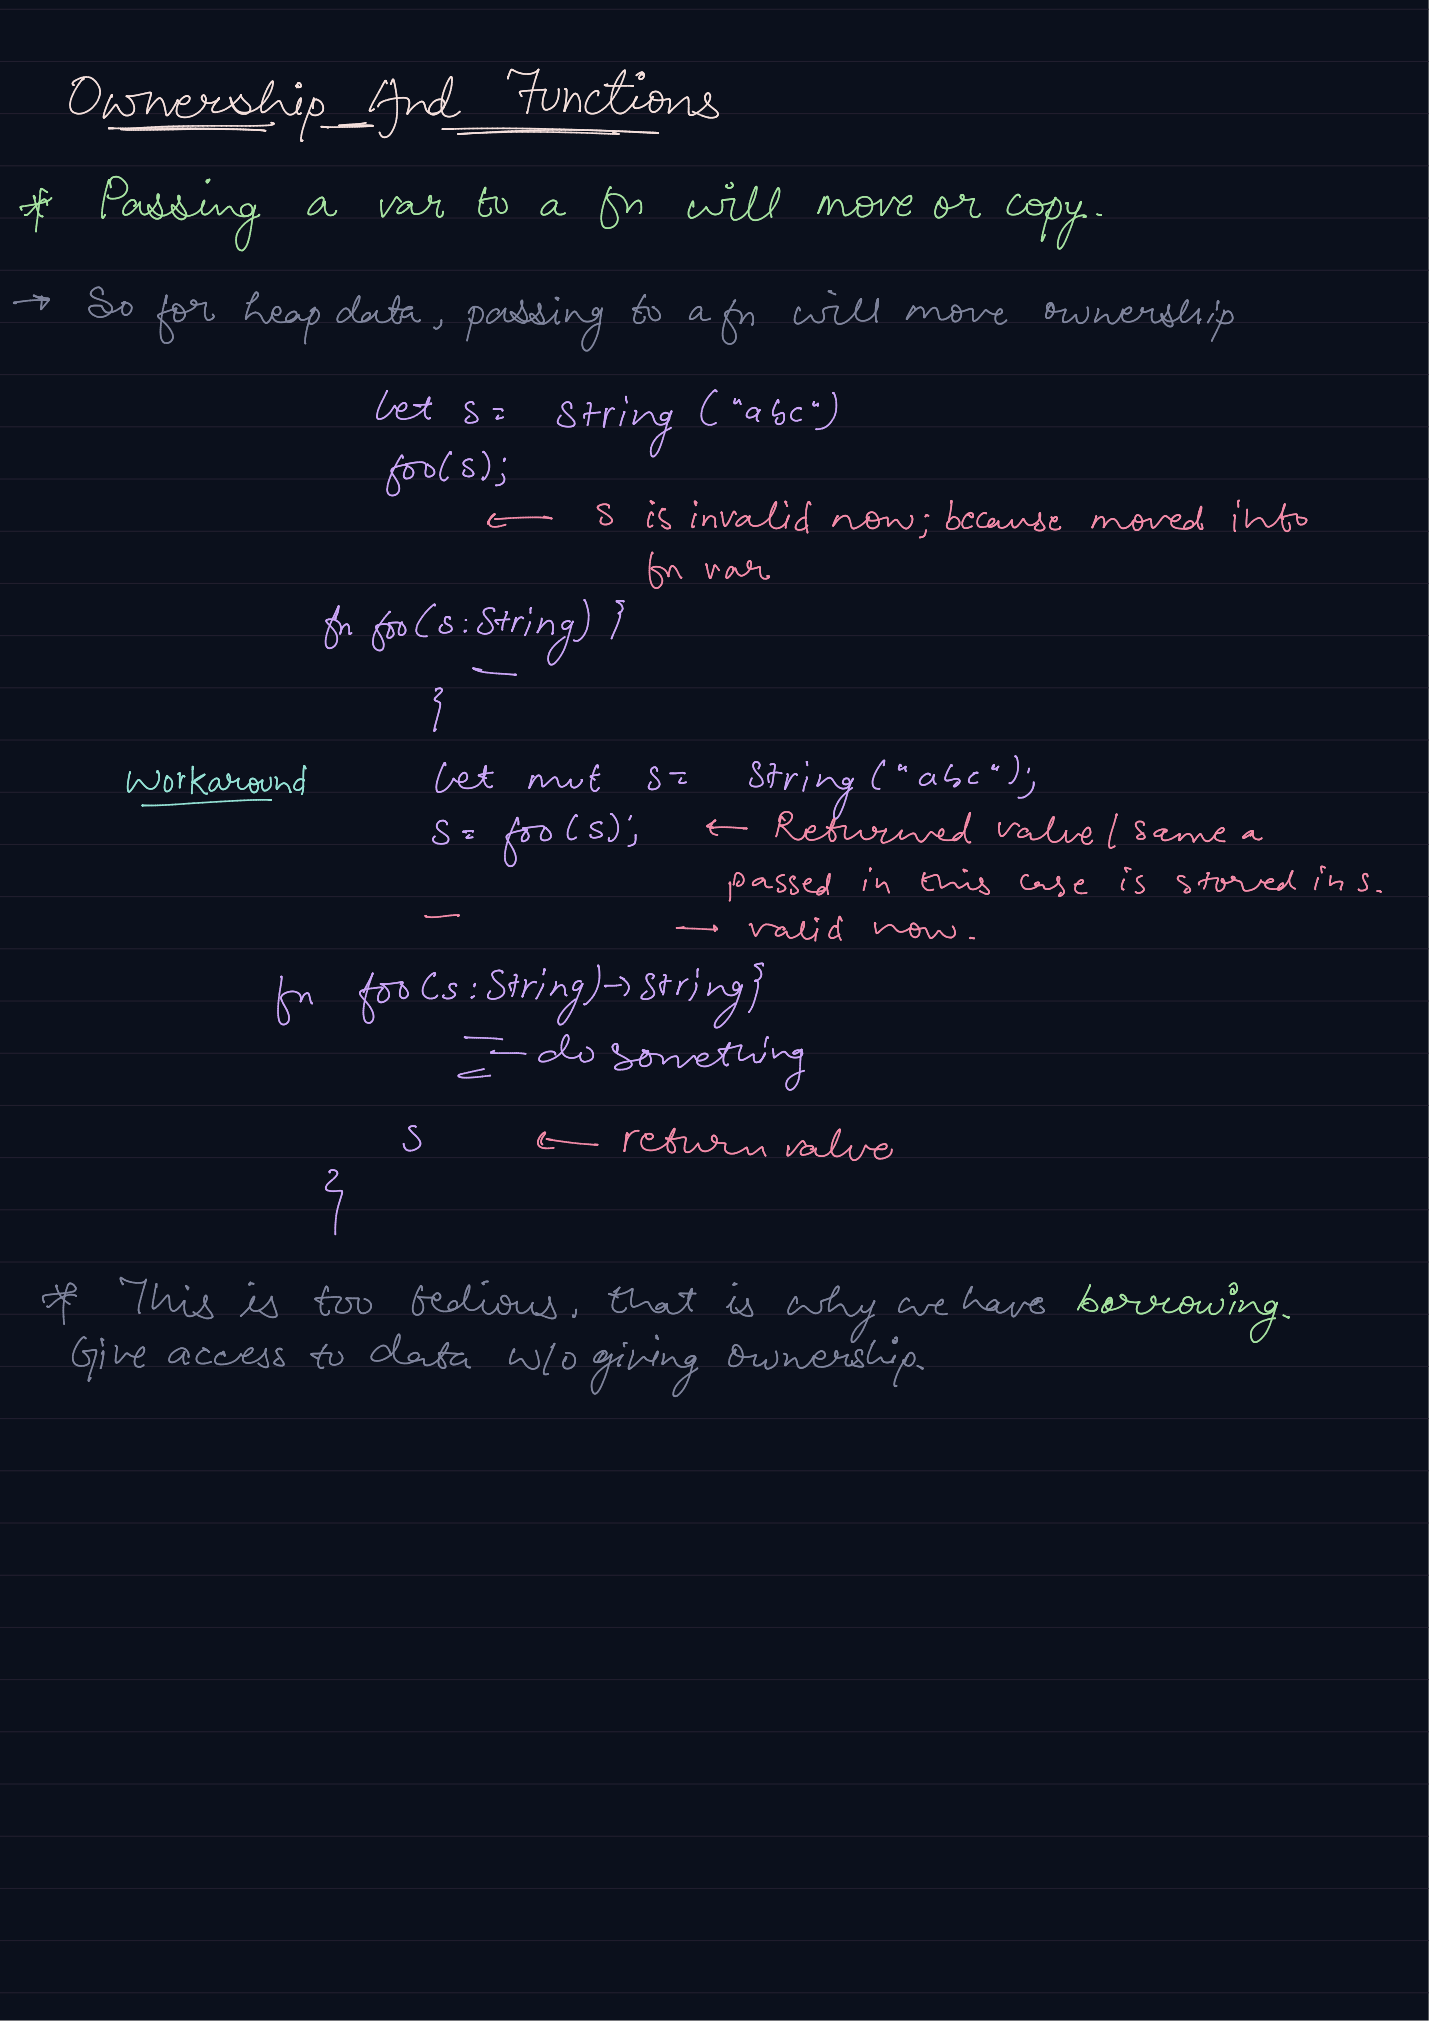 Ownership And Functions
* Passing a var to a fn will move or copy.
→ So for heap data, passing to a fn will move ownership
let s = String ("abc")
foo(s);
← s is invalid now; because moved into
fn var
fn foo(s:String) }
}
Workaround let mut s = String ("abc");
s = foo(s); ← Returned value / same a
passed in this case is stored in s.
→ valid now.
fn foo(s:String)→String}
do something
s ← return value
}
* This is too tedious, that is why we have borrowing.
Give access to data w/o giving ownership.